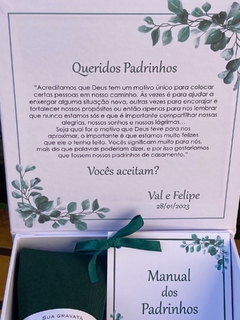 Queridos Padrinhos
"Acreditamos que Deus tem um motivo único para colocar
certas pessoas em nosso caminho. Às vezes é para ajudar a
enxergar alguma situação nova, outras vezes para encorajar e
fortalecer nossos propósitos ou então apenas para nos lembrar
que nunca estamos sós e que é importante compartilhar nossas
alegrias, nossos sonhos e nossas lágrimas...
Seja qual for o motivo que Deus teve para nos
aproximar, o importante é que estamos muito felizes
que ele o tenha feito. Vocês significam muito para nós,
mais do que palavras poderiam dizer, e por isso gostaríamos
que fossem nossos padrinhos de casamento."
Vocês aceitam?
Val e Felipe
28/01/2023
Manual
dos
Padrinhos
SUA GRAVATA